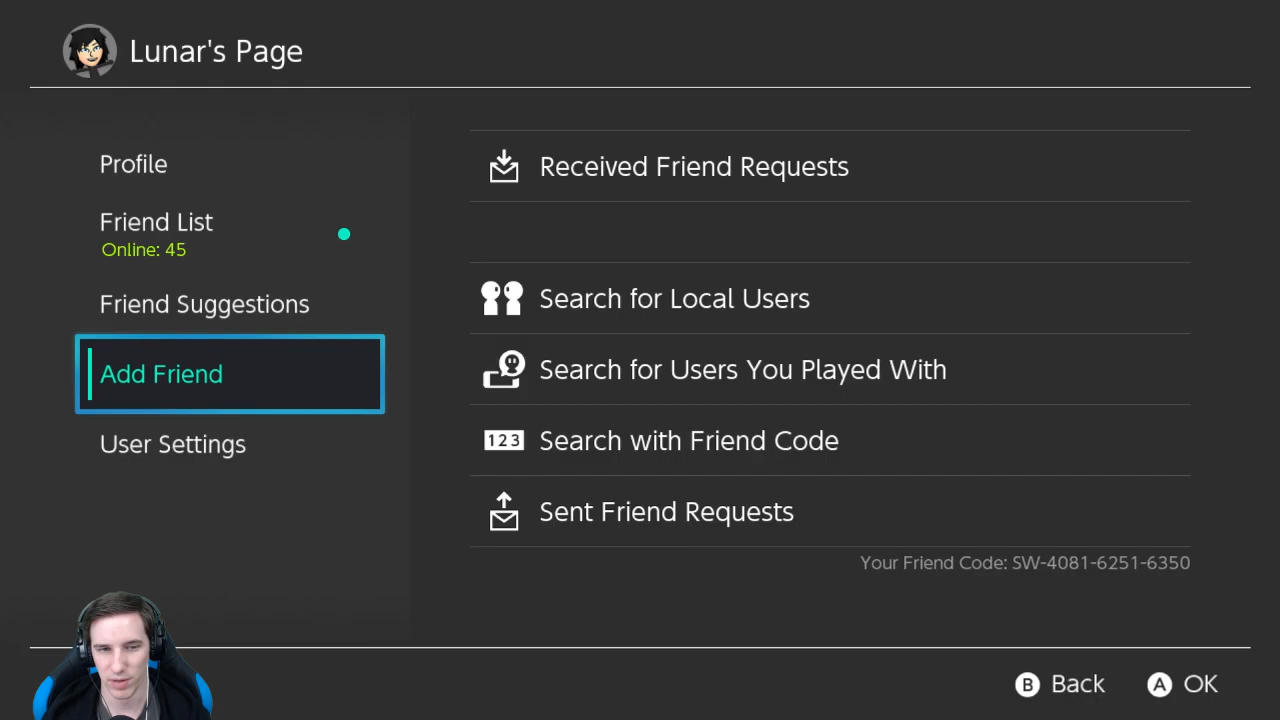 Lunar's Page
Profile
Friend List
Online: 45
Friend Suggestions
Add Friend
User Settings
Received Friend Requests
Search for Local Users
Search for Users You Played With
123 Search with Friend Code
Sent Friend Requests
Your Friend Code: SW-4081-6251-6350
B Back A OK